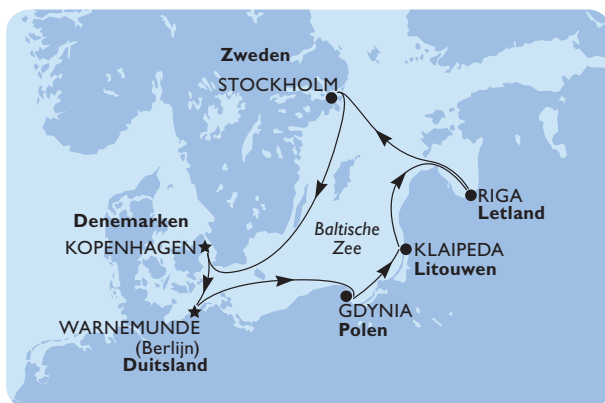 Zweden
STOCKHOLM
RIGA
Letland
Denemarken
KOPENHAGEN
Baltische
Zee
KLAIPEDA
Litouwen
GDYNIA
Polen
WARNEMUNDE
(Berlijn)
Duitsland